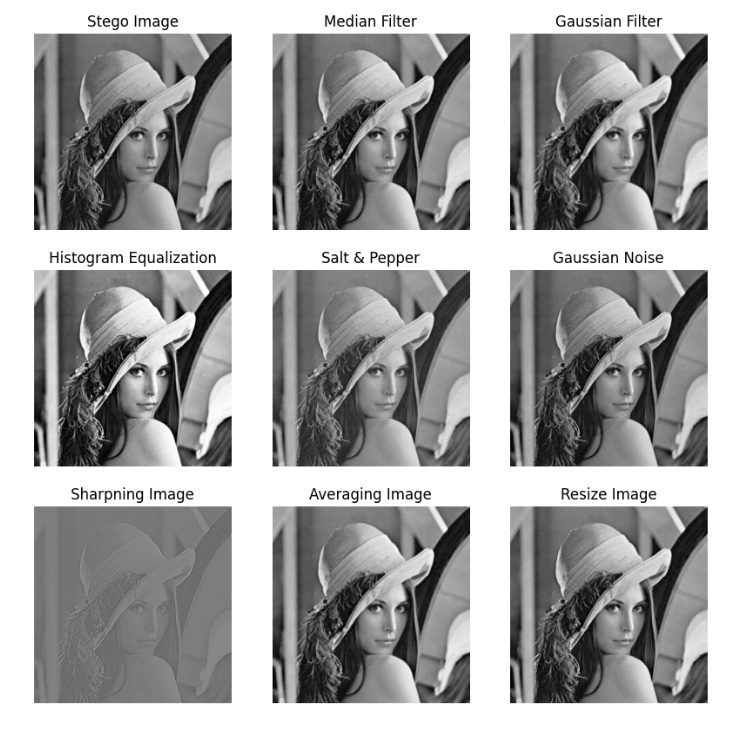 Stego Image
Median Filter
Gaussian Filter
Histogram Equalization
Salt & Pepper
Gaussian Noise
Sharpning Image
Averaging Image
Resize Image